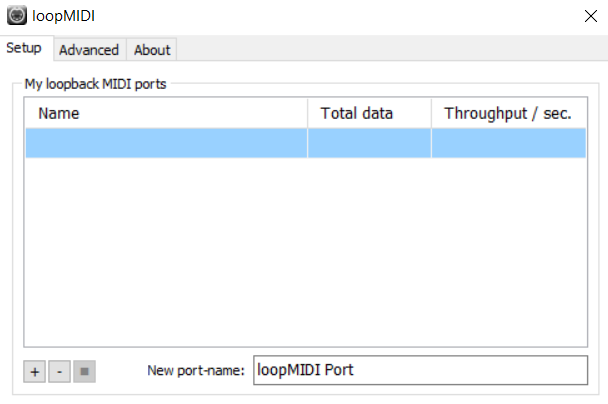 loopMIDI
Setup Advanced About
My loopback MIDI ports
Name Total data Throughput / sec.
+ - New port-name: loopMIDI Port